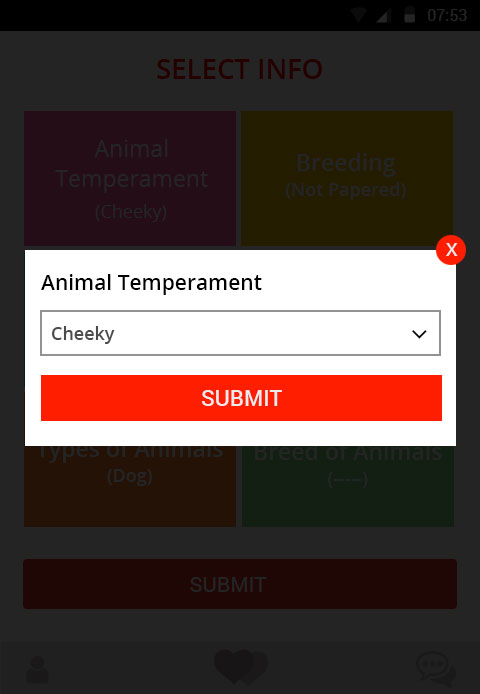 07:53
SELECT INFO
Animal
Temperament
(Cheeky)
Breeding
(Not Papered)
X
Animal Temperament
Cheeky
SUBMIT
Types of Animals
(Dog)
Breed of Animals
(-----)
SUBMIT